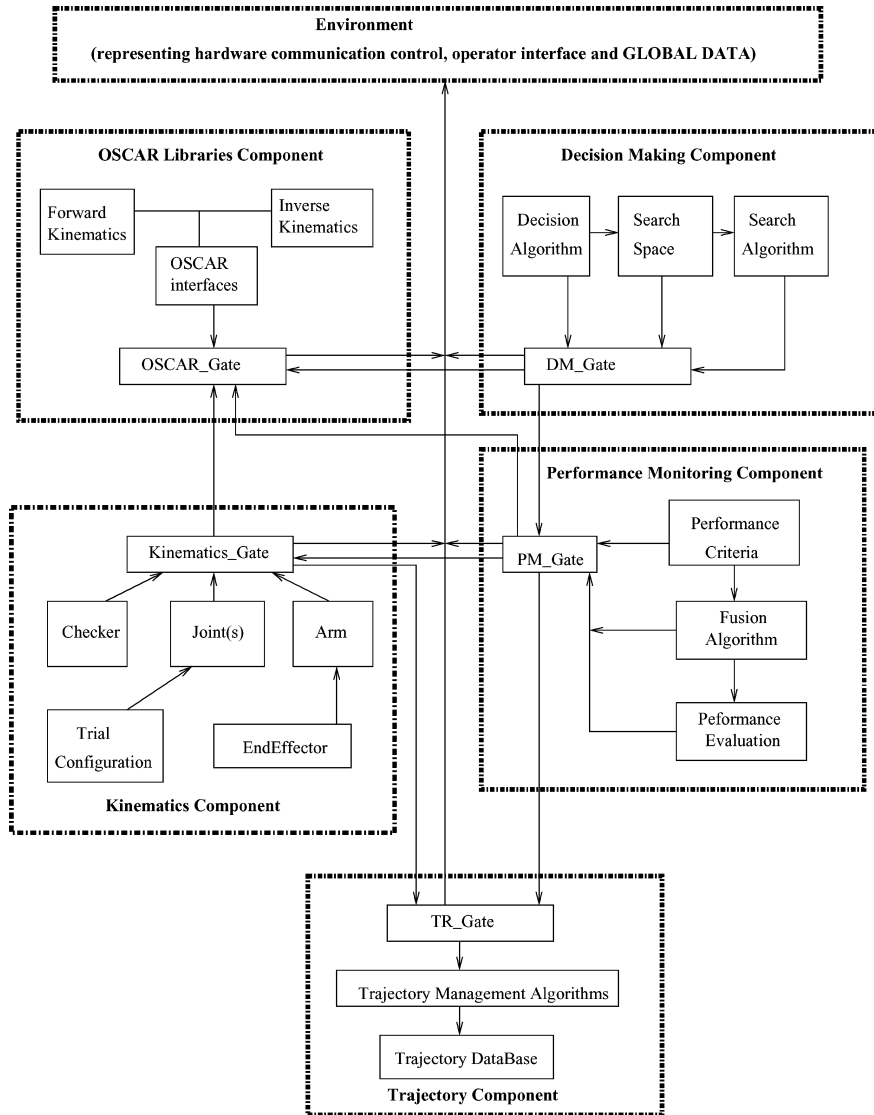 Environment
(representing hardware communication control, operator interface and GLOBAL DATA)
OSCAR Libraries Component
Forward
Kinematics
Inverse
Kinematics
OSCAR
interfaces
OSCAR_Gate
Decision Making Component
Decision
Algorithm
Search
Space
Search
Algorithm
DM_Gate
Kinematics_Gate
Checker
Joint(s)
Arm
Trial
Configuration
EndEffector
Kinematics Component
Performance Monitoring Component
Performance
Criteria
PM_Gate
Fusion
Algorithm
Peformance
Evaluation
TR_Gate
Trajectory Management Algorithms
Trajectory DataBase
Trajectory Component